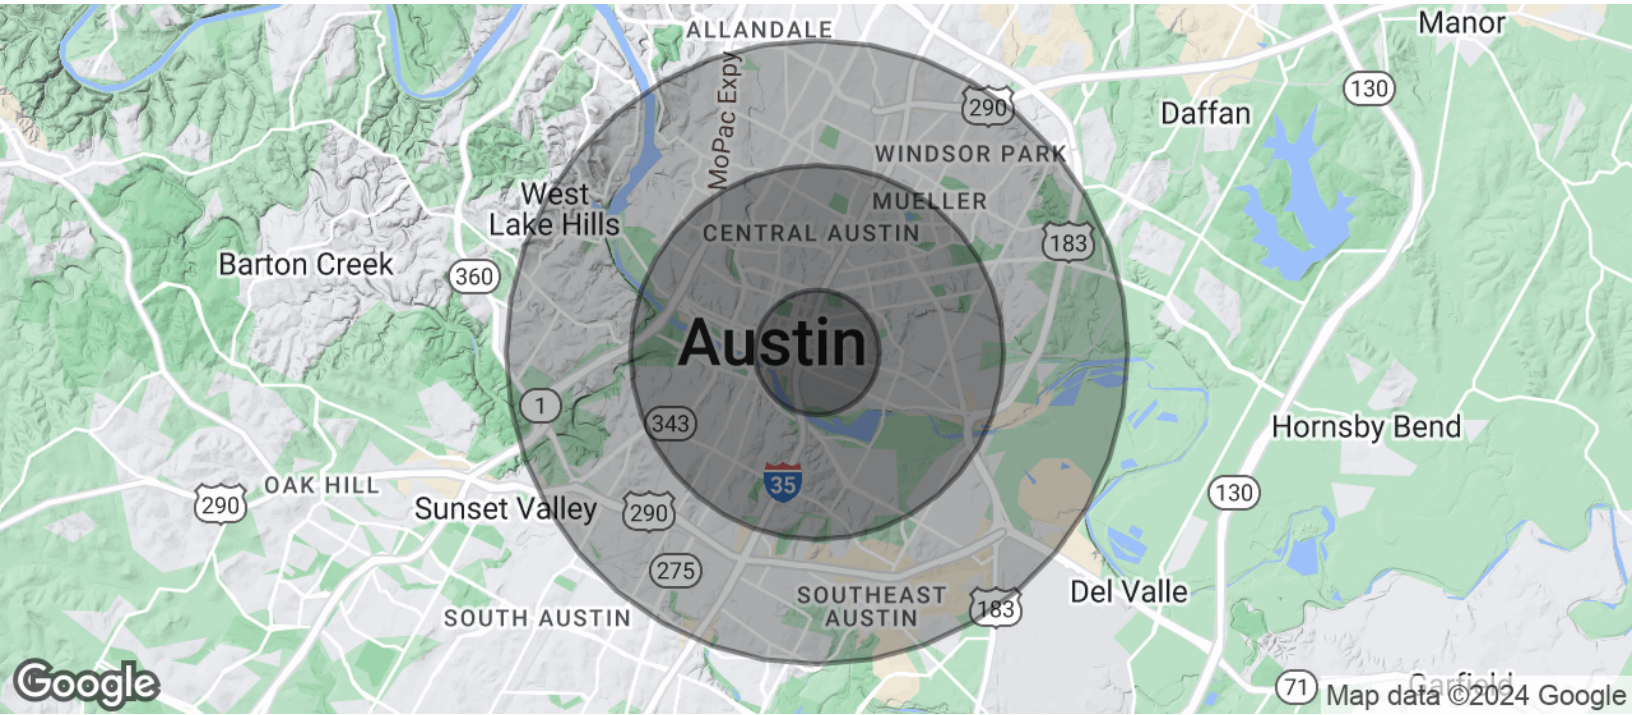 ALLANDALE
Manor
MoPac Expy
290
130
Daffan
WINDSOR PARK
West
Lake Hills
MUELLER
CENTRAL AUSTIN
183
Barton Creek
360
Austin
1
343
Hornsby Bend
35
OAK HILL
130
290
Sunset Valley
290
275
Del Valle
SOUTHEAST
AUSTIN
183
SOUTH AUSTIN
Google
71
Garfield
Map data ©2024 Google